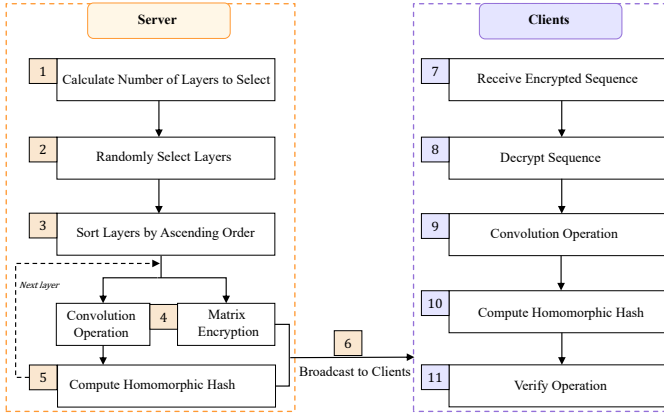 Server
1
Calculate Number of Layers to Select
2
Randomly Select Layers
3
Sort Layers by Ascending Order
Next layer
Convolution
Operation
4
Matrix
Encryption
5
Compute Homomorphic Hash
6
Broadcast to Clients
Clients
7
Receive Encrypted Sequence
8
Decrypt Sequence
9
Convolution Operation
10
Compute Homomorphic Hash
11
Verify Operation